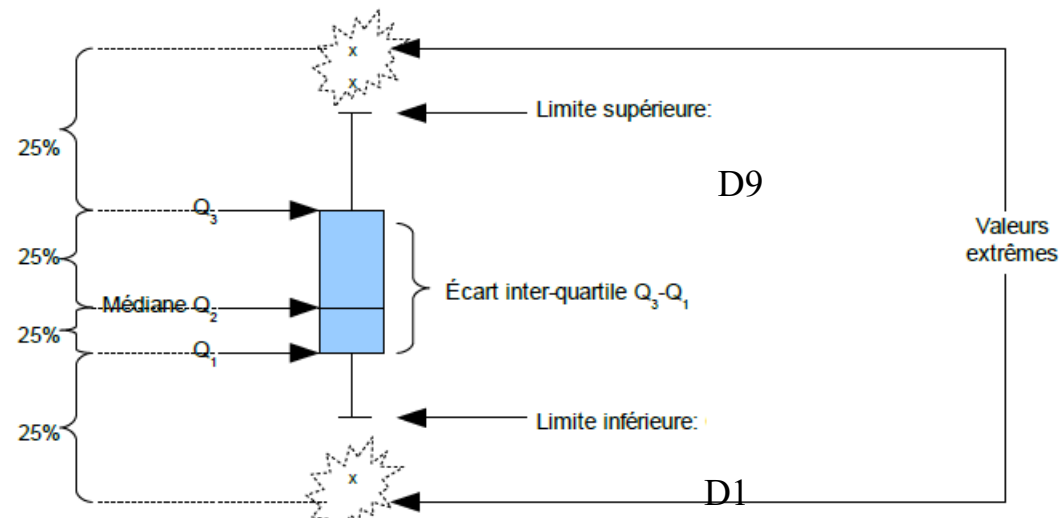 x
x
Limite supérieure:
25%
D9
Q3
Valeurs
extrêmes
25%
Écart inter-quartile Q3-Q1
Médiane Q2
25%
Q1
Limite inférieure:
25%
x
D1